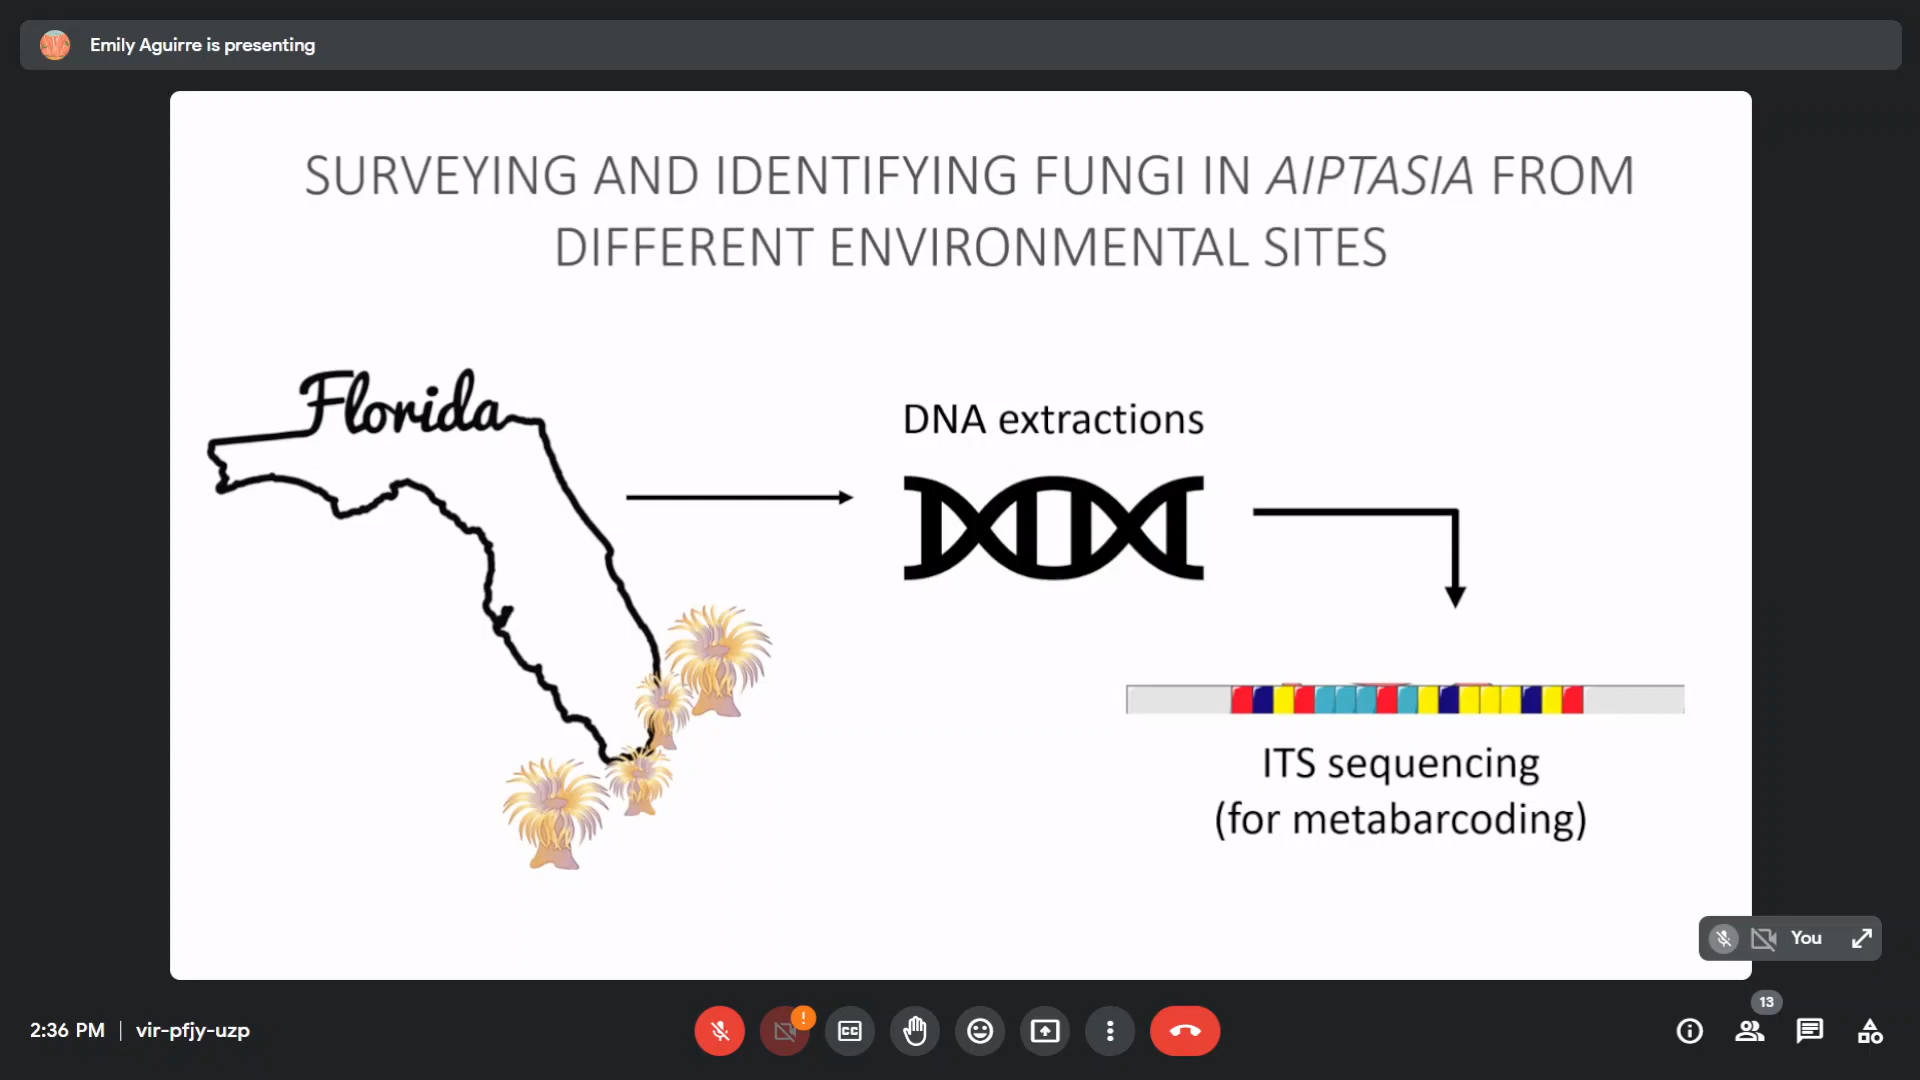 Emily Aguirre is presenting
SURVEYING AND IDENTIFYING FUNGI IN AIPTASIA FROM
DIFFERENT ENVIRONMENTAL SITES
Florida
DNA extractions
ITS sequencing
(for metabarcoding)
You
2:36 PM | vir-pfjy-uzp
!
CC
13